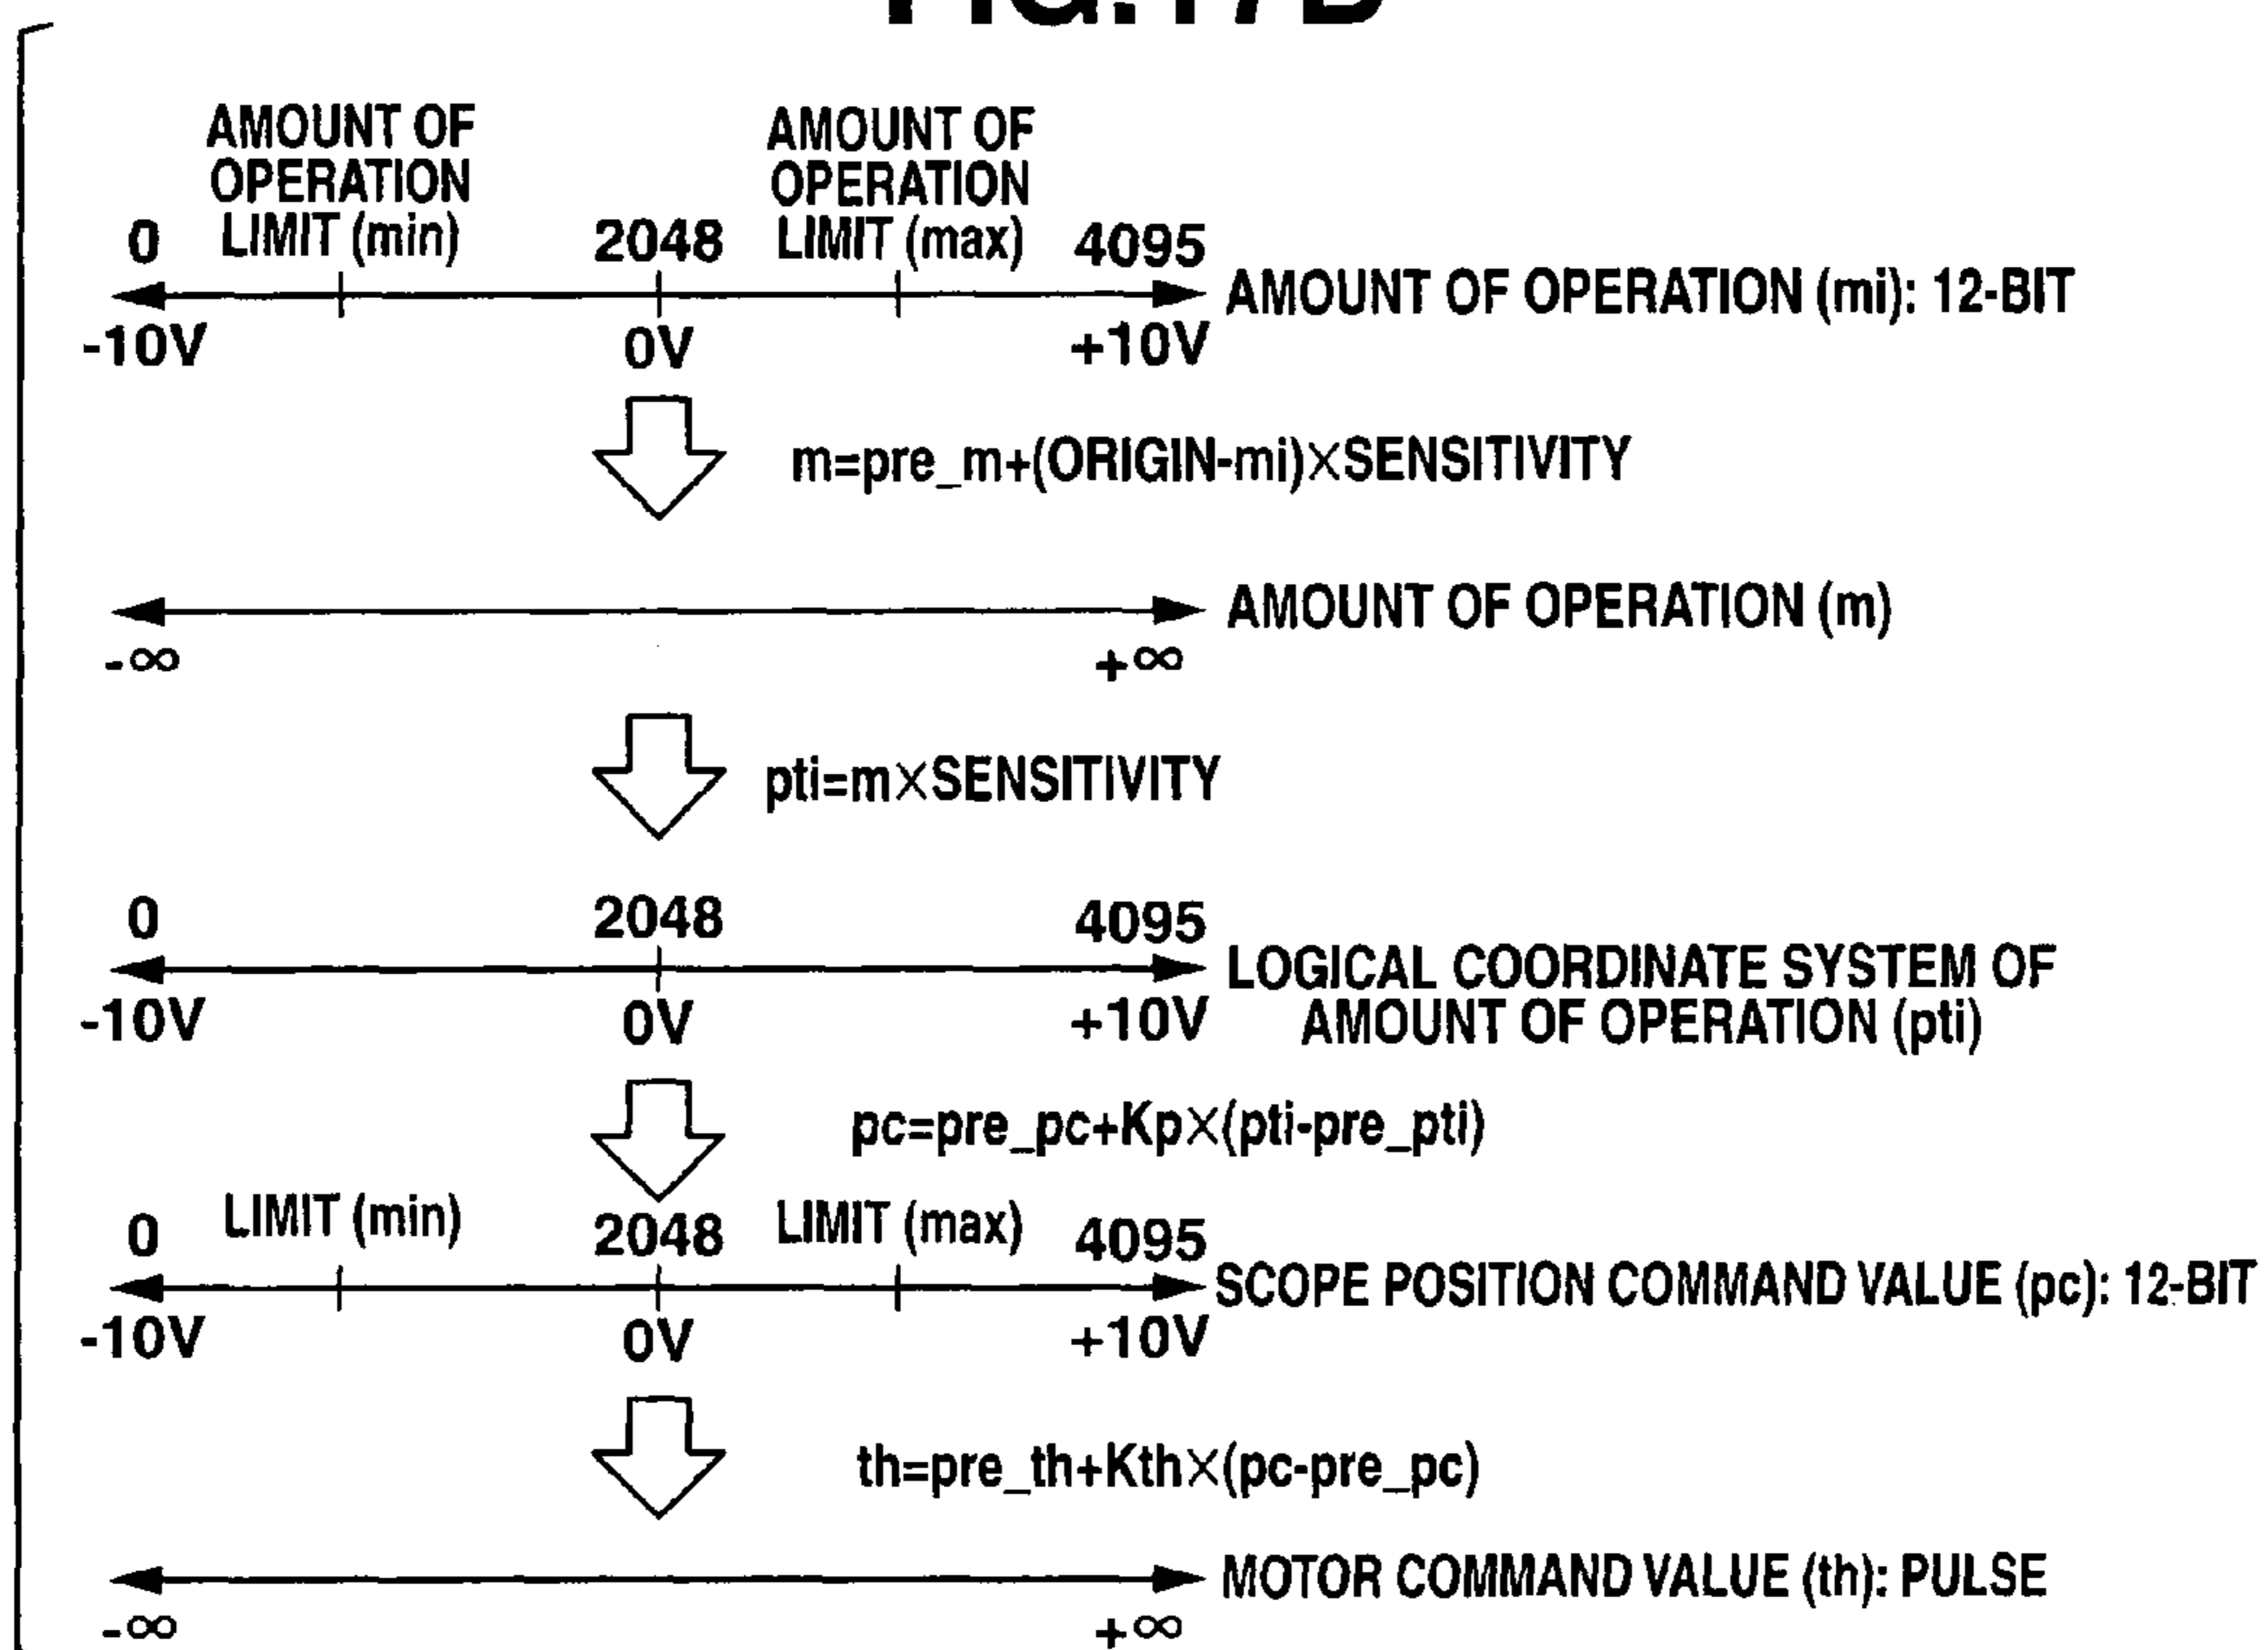 FIG.17B
AMOUNT OF
OPERATION
LIMIT (min)
AMOUNT OF
OPERATION
LIMIT (max)
0 2048 4095
AMOUNT OF OPERATION (mi): 12-BIT
-10V 0V +10V
m=pre_m+(ORIGIN-mi)×SENSITIVITY
AMOUNT OF OPERATION (m)
-∞ +∞
pti=m×SENSITIVITY
0 2048 4095
LOGICAL COORDINATE SYSTEM OF
AMOUNT OF OPERATION (pti)
-10V 0V +10V
pc=pre_pc+Kp×(pti-pre_pti)
0 LIMIT (min) 2048 LIMIT (max) 4095
SCOPE POSITION COMMAND VALUE (pc): 12-BIT
-10V 0V +10V
th=pre_th+Kth×(pc-pre_pc)
MOTOR COMMAND VALUE (th): PULSE
-∞ +∞